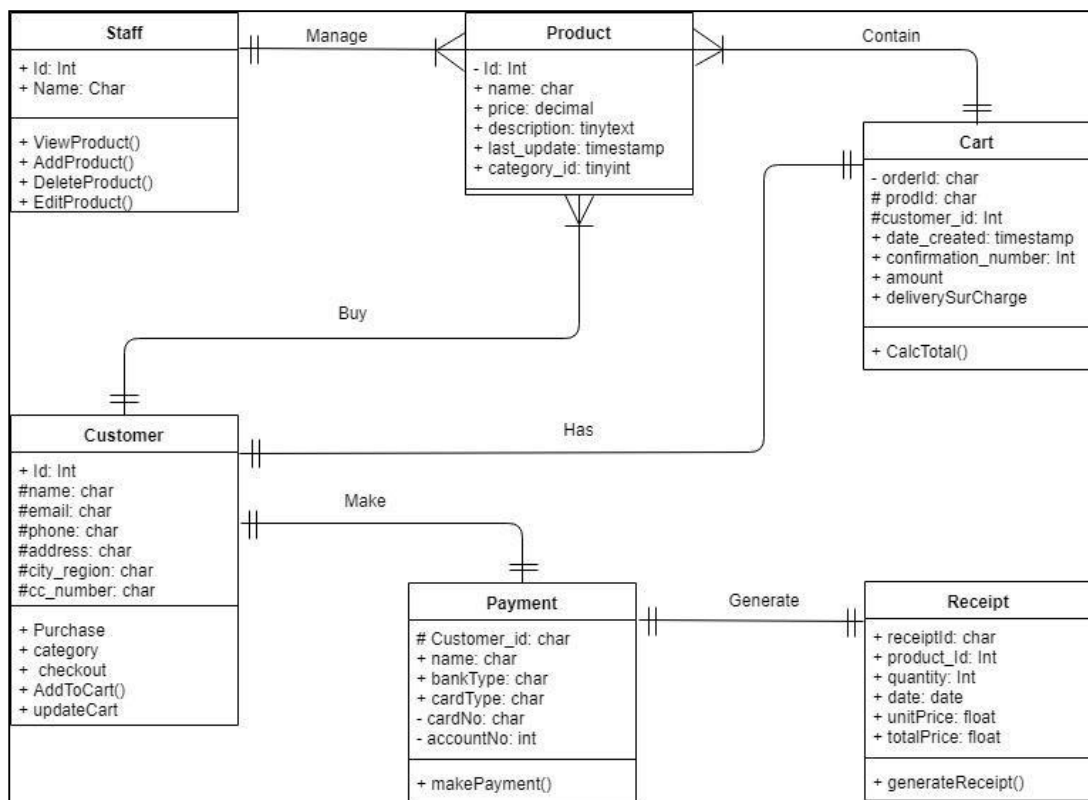 Staff
+ Id: Int
+ Name: Char
+ ViewProduct()
+ AddProduct()
+ DeleteProduct()
+ EditProduct()
Manage
Product
- Id: Int
+ name: char
+ price: decimal
+ description: tinytext
+ last_update: timestamp
+ category_id: tinyint
Contain
Cart
- orderId: char
# prodId: char
#customer_id: Int
+ date_created: timestamp
+ confirmation_number: Int
+ amount
+ deliverySurCharge
+ CalcTotal()
Buy
Has
Customer
+ Id: Int
#name: char
#email: char
#phone: char
#address: char
#city_region: char
#cc_number: char
+ Purchase
+ category
+ checkout
+ AddToCart()
+ updateCart
Make
Payment
# Customer_id: char
+ name: char
+ bankType: char
+ cardType: char
- cardNo: char
- accountNo: int
+ makePayment()
Generate
Receipt
+ receiptId: char
+ product_Id: Int
+ quantity: Int
+ date: date
+ unitPrice: float
+ totalPrice: float
+ generateReceipt()